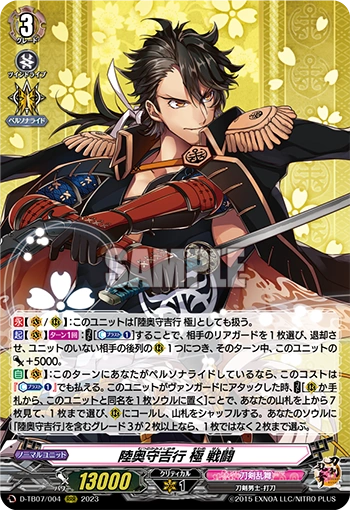 3
グレード
ツインドライブ
ペルソナライド
SAMPLE
永【V/R】：このユニットは「陸奥守吉行 極」としても扱う。
起【V】【ターン1回】：することで、相手のリアガードを1枚選び、退却させ、ユニットのいない相手の後列のRの1つにつき、そのターン中、このユニットの+5000。
自【V】：このターンにあなたがペルソナライドしているなら、このコストは『』でも払える。このユニットがヴァンガードにアタックした時、【手札から、このユニットと同名を1枚ソウルに置く】ことで、あなたの山札を上から7枚見て、1枚まで選び、Rにコールし、山札をシャッフルする。あなたのソウルに「陸奥守吉行」を含むグレード3が2枚以上なら、1枚ではなく2枚まで選ぶ。
ノーマルユニット
陸奥守吉行 極 戦闘
パワー 13000
クリティカル
1
刀剣乱舞
刀剣男士・打刀
D-TB07/004 RRR 2023
©2015 EXNOA LLC/NITRO PLUS